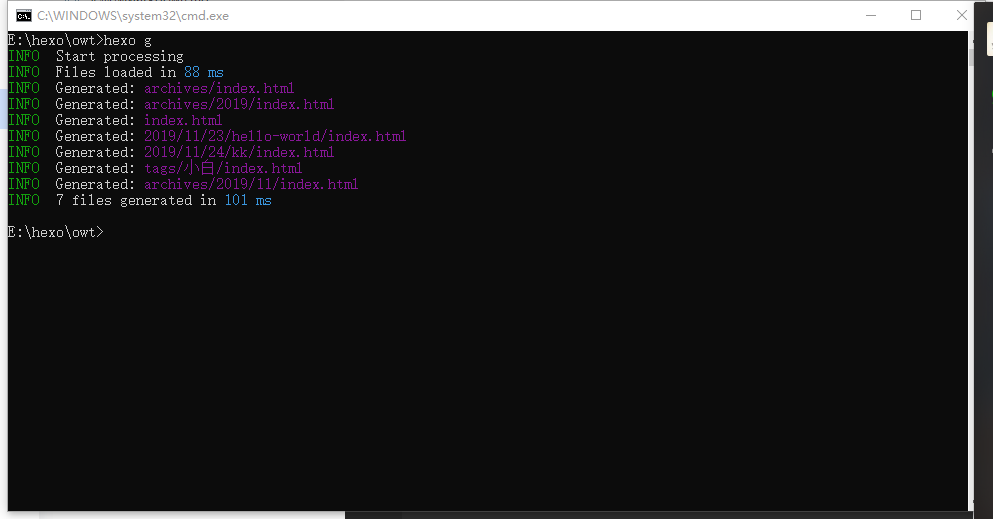 C:\WINDOWS\system32\cmd.exe
E:\hexo\owt>hexo g
INFO  Start processing
INFO  Files loaded in 88 ms
INFO  Generated: archives/index.html
INFO  Generated: archives/2019/index.html
INFO  Generated: index.html
INFO  Generated: 2019/11/23/hello-world/index.html
INFO  Generated: 2019/11/24/kk/index.html
INFO  Generated: tags/小白/index.html
INFO  Generated: archives/2019/11/index.html
INFO  7 files generated in 101 ms
E:\hexo\owt>